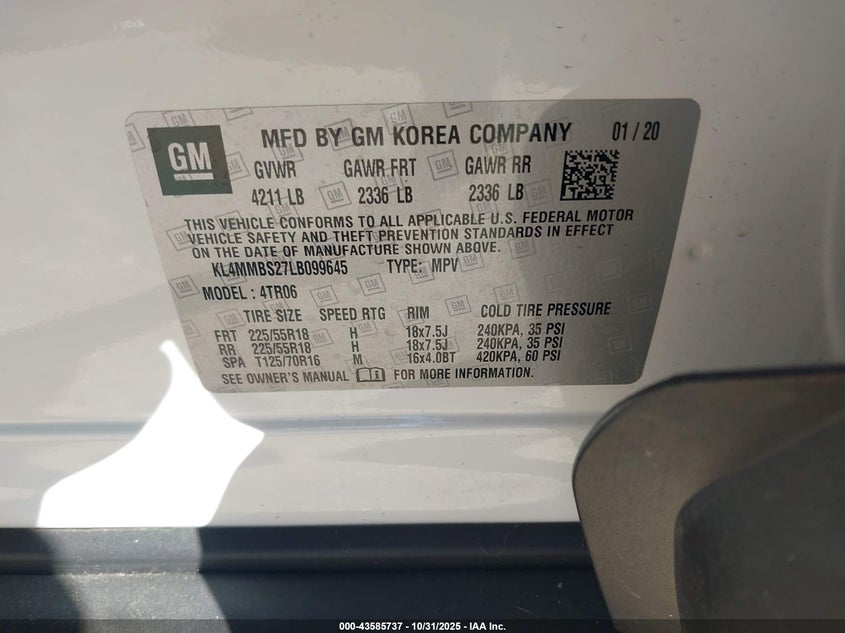 GM
MFD BY GM KOREA COMPANY 01 / 20
GVWR GAWR FRT GAWR RR
4211 LB 2336 LB 2336 LB
THIS VEHICLE CONFORMS TO ALL APPLICABLE U.S. FEDERAL MOTOR
VEHICLE SAFETY AND THEFT PREVENTION STANDARDS IN EFFECT
ON THE DATE OF MANUFACTURE SHOWN ABOVE.
KL4MMBS27LB099645 TYPE: MPV
MODEL : 4TR06
TIRE SIZE SPEED RTG RIM COLD TIRE PRESSURE
FRT 225/55R18 H 18x7.5J 240KPA, 35 PSI
RR 225/55R18 H 18x7.5J 240KPA, 35 PSI
SPA T125/70R16 M 16x4.0BT 420KPA, 60 PSI
SEE OWNER'S MANUAL FOR MORE INFORMATION.
000-43585737 - 10/31/2025 - IAA Inc.